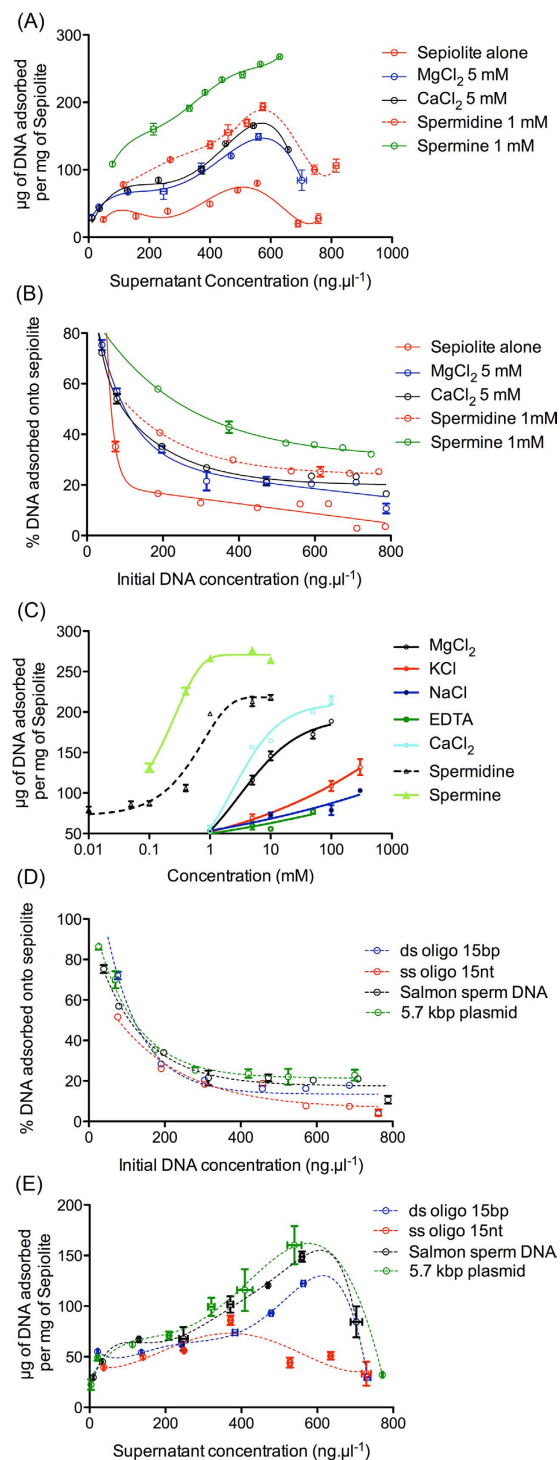 (A)
300
200
100
0
0
200
400
600
800
1000
µg of DNA adsorbed
per mg of Sepiolite
Supernatant Concentration (ng.µl⁻¹)
Sepiolite alone
MgCl₂ 5 mM
CaCl₂ 5 mM
Spermidine 1 mM
Spermine 1 mM
(B)
80
60
40
20
0
0
200
400
600
800
% DNA adsorbed onto sepiolite
Initial DNA concentration (ng.µl⁻¹)
Sepiolite alone
MgCl₂ 5 mM
CaCl₂ 5 mM
Spermidine 1mM
Spermine 1mM
(C)
300
250
200
150
100
50
0.01
0.1
1
10
100
1000
µg of DNA adsorbed
per mg of Sepiolite
Concentration (mM)
MgCl₂
KCl
NaCl
EDTA
CaCl₂
Spermidine
Spermine
(D)
100
80
60
40
20
0
0
200
400
600
800
% DNA adsorbed onto sepiolite
Initial DNA concentration (ng.µl⁻¹)
ds oligo 15bp
ss oligo 15nt
Salmon sperm DNA
5.7 kbp plasmid
(E)
200
150
100
50
0
0
200
400
600
800
µg of DNA adsorbed
per mg of Sepiolite
Supernatant concentration (ng.µl⁻¹)
ds oligo 15bp
ss oligo 15nt
Salmon sperm DNA
5.7 kbp plasmid